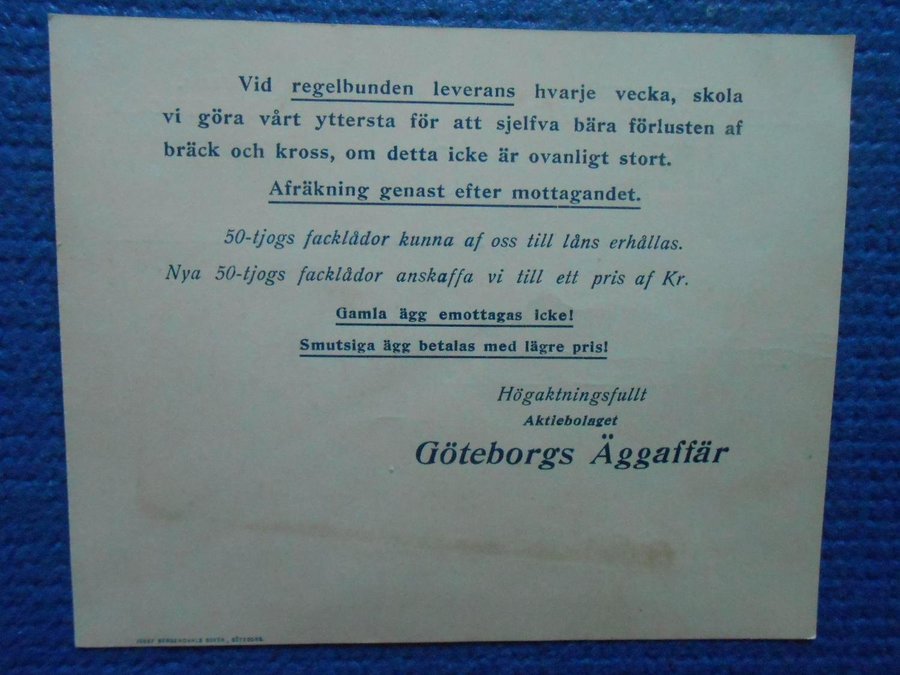 Vid regelbunden leverans hvarje vecka, skola
vi göra vårt yttersta för att sjelfva bära förlusten af
bräck och kross, om detta icke är ovanligt stort.
Afräkning genast efter mottagandet.
50-tjogs facklådor kunna af oss till låns erhållas.
Nya 50-tjogs facklådor anskaffa vi till ett pris af Kr.
Gamla ägg emottagas icke!
Smutsiga ägg betalas med lägre pris!
Högaktningsfullt
Aktiebolaget
Göteborgs Äggaffär
GÖTEBORG.